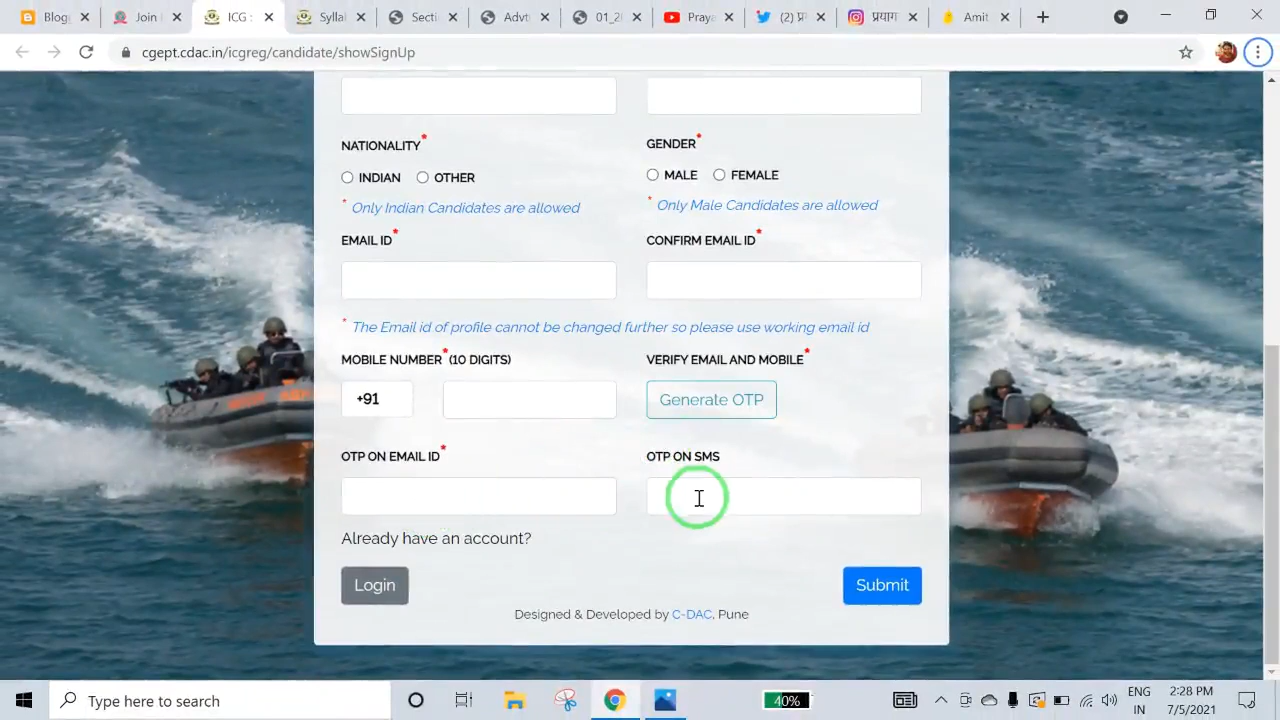 Blog
Join I
ICG :
Syllal
Secti
Advt
01_2
Praya
(2) प्र
प्रयाग
Amit
cgept.cdac.in/icgreg/candidate/showSignUp
NATIONALITY*
GENDER*
INDIAN OTHER
MALE FEMALE
* Only Indian Candidates are allowed
* Only Male Candidates are allowed
EMAIL ID*
CONFIRM EMAIL ID*
* The Email id of profile cannot be changed further so please use working email id
MOBILE NUMBER* (10 DIGITS)
VERIFY EMAIL AND MOBILE*
+91
Generate OTP
OTP ON EMAIL ID*
OTP ON SMS
Already have an account?
Login
Submit
Designed & Developed by C-DAC, Pune
Type here to search
40%
ENG
IN
2:28 PM
7/5/2021